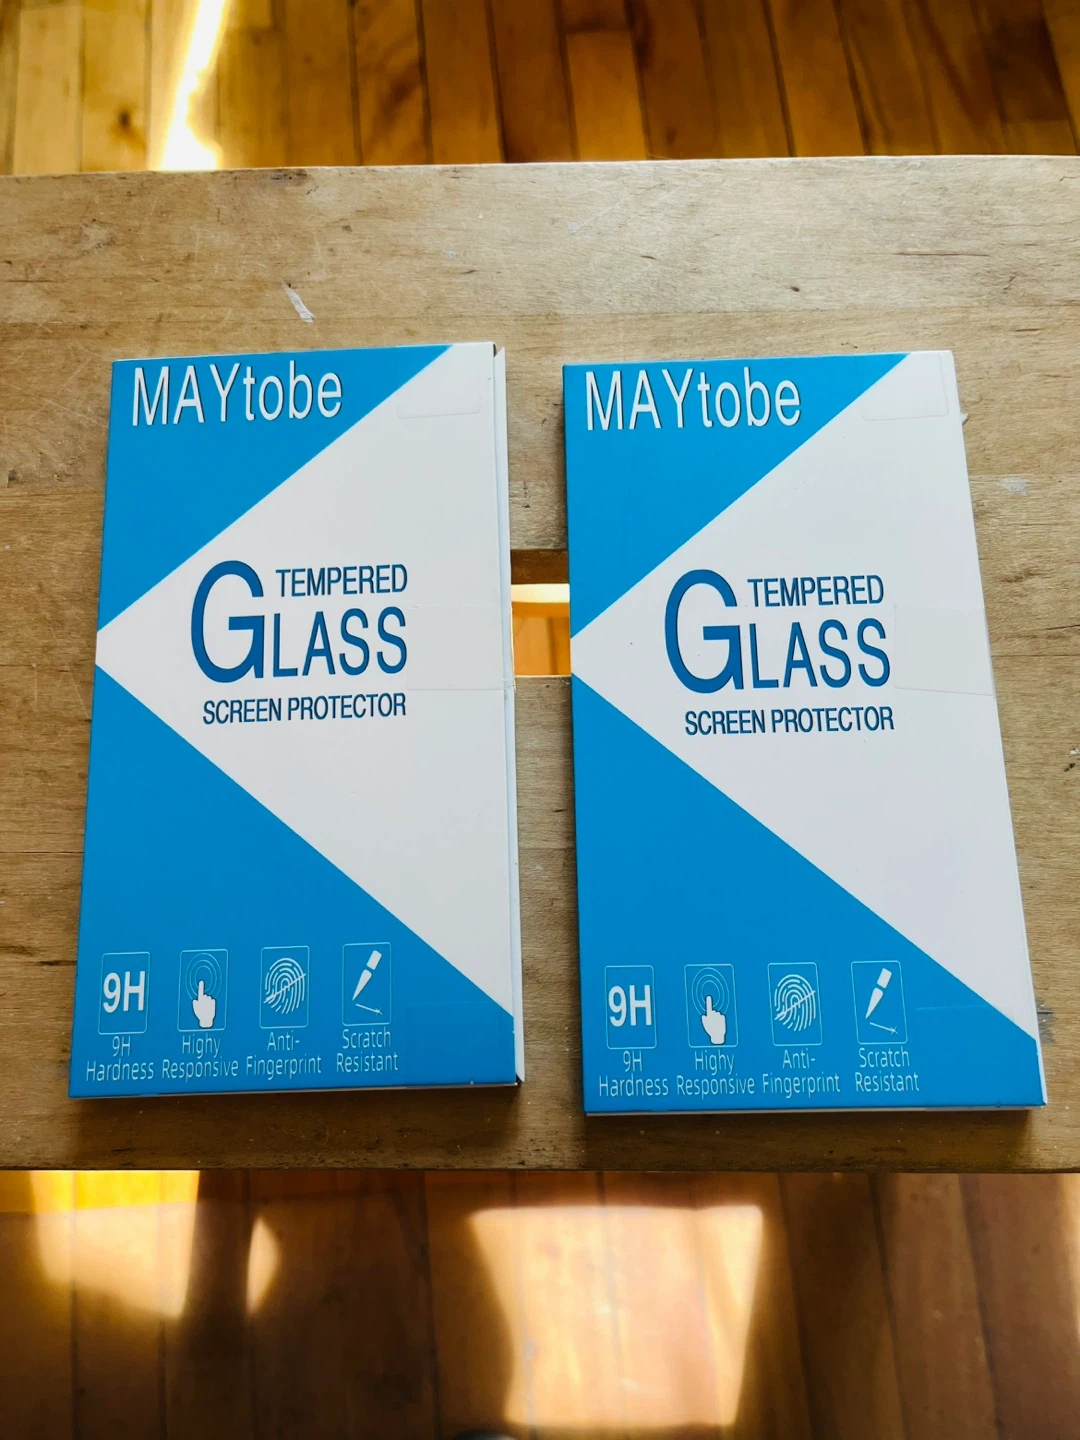 MAYtobe
TEMPERED
GLASS
SCREEN PROTECTOR
9H
9H
Hardness
Highy
Responsive
Anti-
Fingerprint
Scratch
Resistant
MAYtobe
TEMPERED
GLASS
SCREEN PROTECTOR
9H
9H
Hardness
Highy
Responsive
Anti-
Fingerprint
Scratch
Resistant